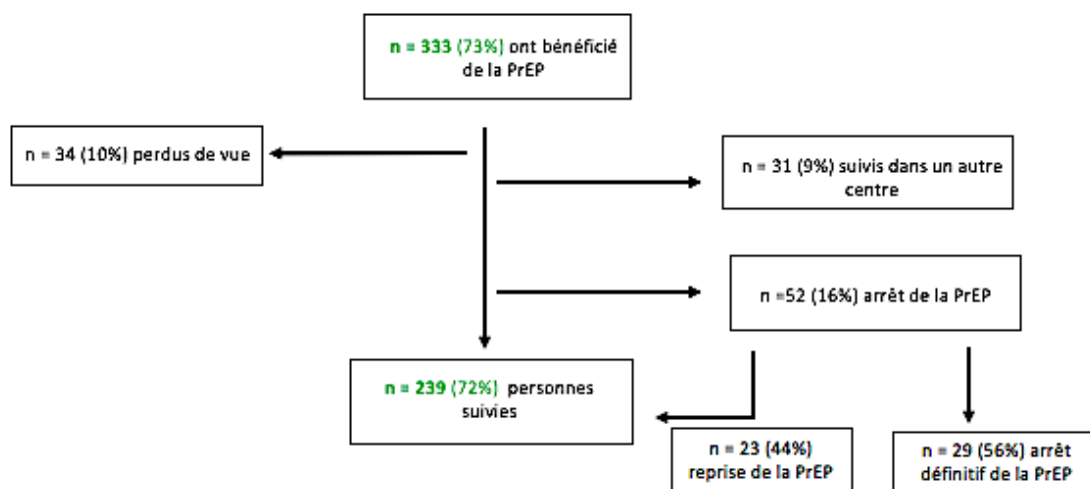 n = 333 (73%) ont bénéficié
de la PrEP
n = 34 (10%) perdus de vue
n = 31 (9%) suivis dans un autre
centre
n =52 (16%) arrêt de la PrEP
n = 239 (72%) personnes
suivies
n = 23 (44%)
reprise de la PrEP
n = 29 (56%) arrêt
définitif de la PrEP